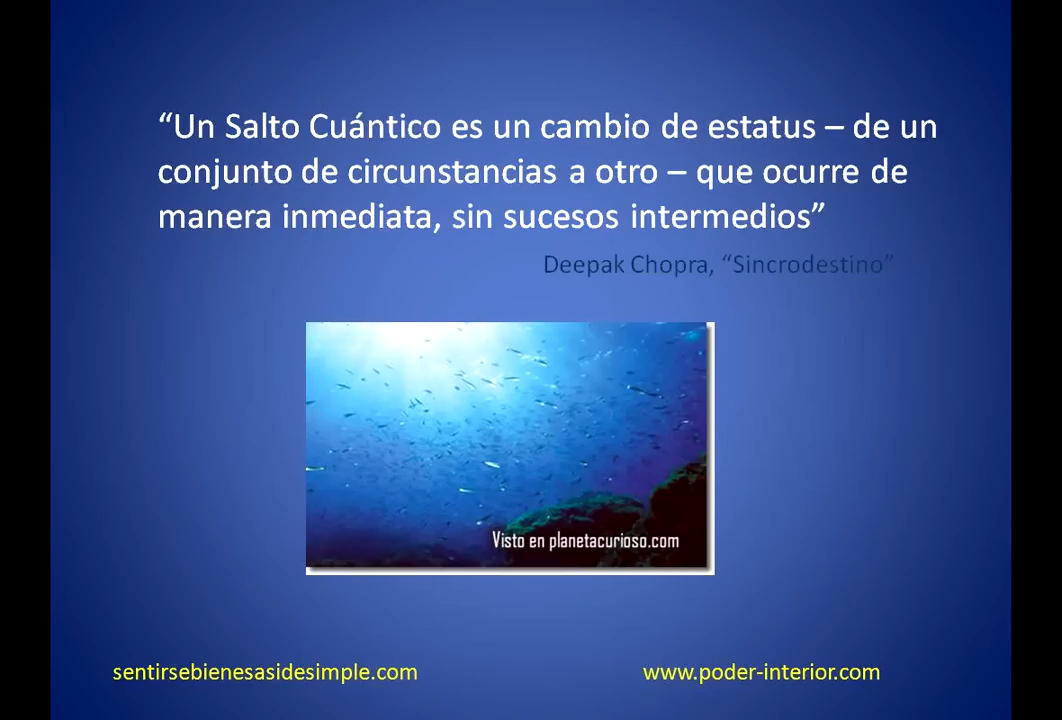 “Un Salto Cuántico es un cambio de estatus – de un
conjunto de circunstancias a otro – que ocurre de
manera inmediata, sin sucesos intermedios”
Deepak Chopra, “Sincrodestino”
Visto en planetacurioso.com
sentirsebienesasidesimple.com
www.poder-interior.com